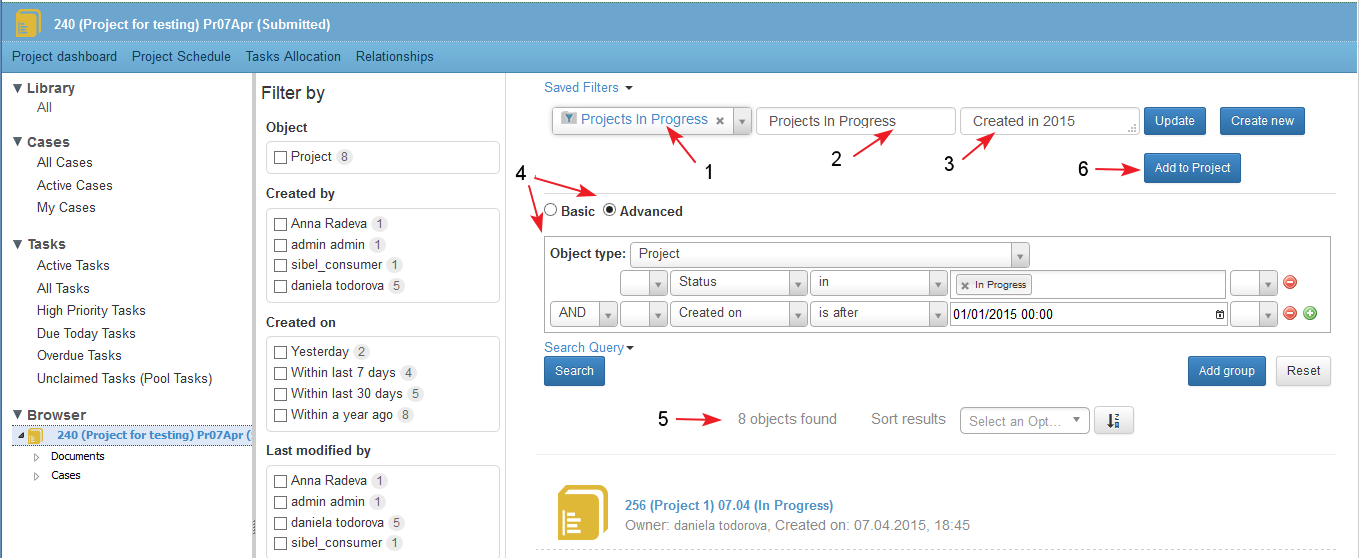 240 (Project for testing) Pr07Apr (Submitted)
Project dashboard Project Schedule Tasks Allocation Relationships
Library
All
Cases
All Cases
Active Cases
My Cases
Tasks
Active Tasks
All Tasks
High Priority Tasks
Due Today Tasks
Overdue Tasks
Unclaimed Tasks (Pool Tasks)
Browser
240 (Project for testing) Pr07Apr (
Documents
Cases
Filter by
Object
Project 8
Created by
Anna Radeva 1
admin admin 1
sibel_consumer 1
daniela todorova 5
Created on
Yesterday 2
Within last 7 days 4
Within last 30 days 5
Within a year ago 8
Last modified by
Anna Radeva 1
admin admin 1
daniela todorova 5
sibel_consumer 1
Saved Filters
Projects In Progress Projects In Progress Created in 2015 Update Create new
1 2 3
6 Add to Project
4
Basic Advanced
Object type: Project
Status in In Progress
AND Created on is after 01/01/2015 00:00
Search Query
Search Add group Reset
5 8 objects found Sort results Select an Opt...
256 (Project 1) 07.04 (In Progress)
Owner: daniela todorova, Created on: 07.04.2015, 18:45